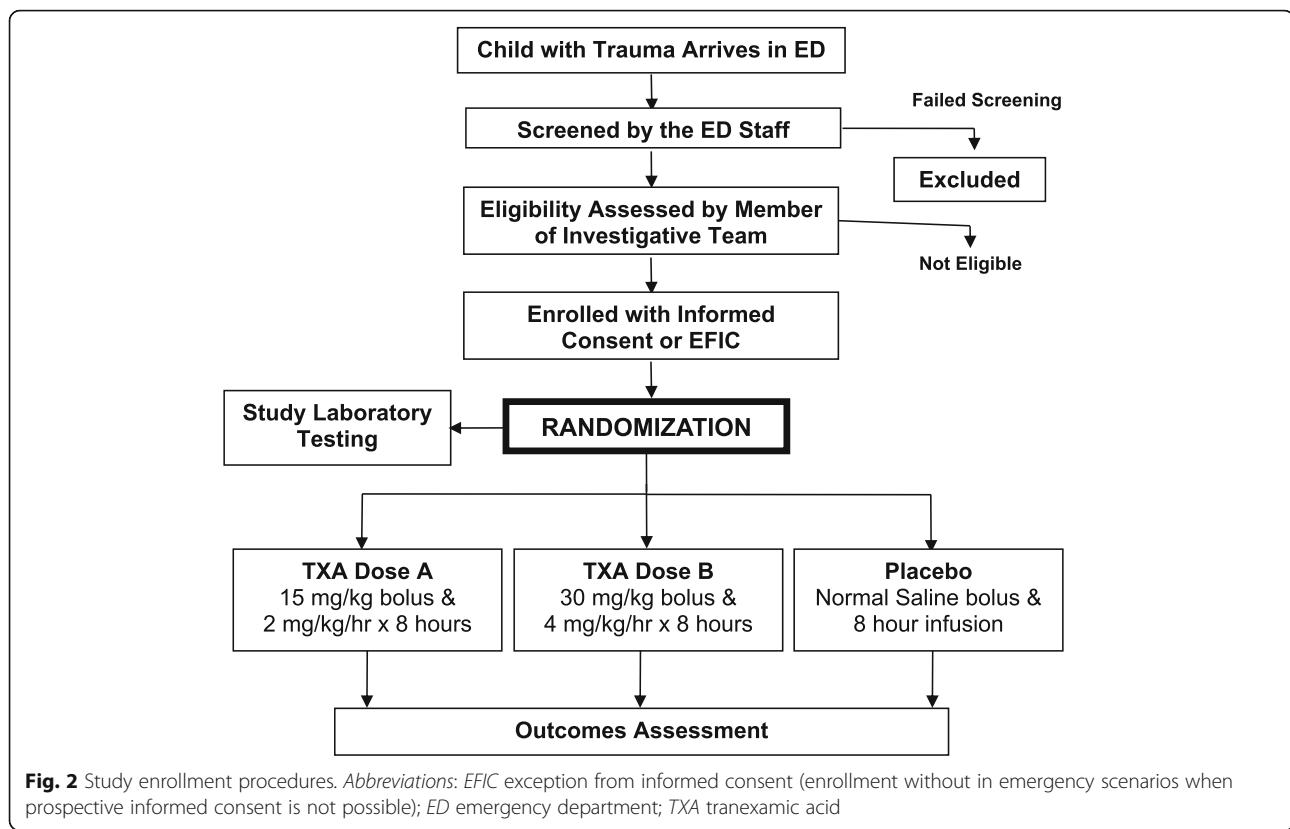 Child with Trauma Arrives in ED
Failed Screening
Screened by the ED Staff
Excluded
Eligibility Assessed by Member
of Investigative Team
Not Eligible
Enrolled with Informed
Consent or EFIC
Study Laboratory
Testing
RANDOMIZATION
TXA Dose A
15 mg/kg bolus &
2 mg/kg/hr x 8 hours
TXA Dose B
30 mg/kg bolus &
4 mg/kg/hr x 8 hours
Placebo
Normal Saline bolus &
8 hour infusion
Outcomes Assessment
Fig. 2 Study enrollment procedures. Abbreviations: EFIC exception from informed consent (enrollment without in emergency scenarios when
prospective informed consent is not possible); ED emergency department; TXA tranexamic acid